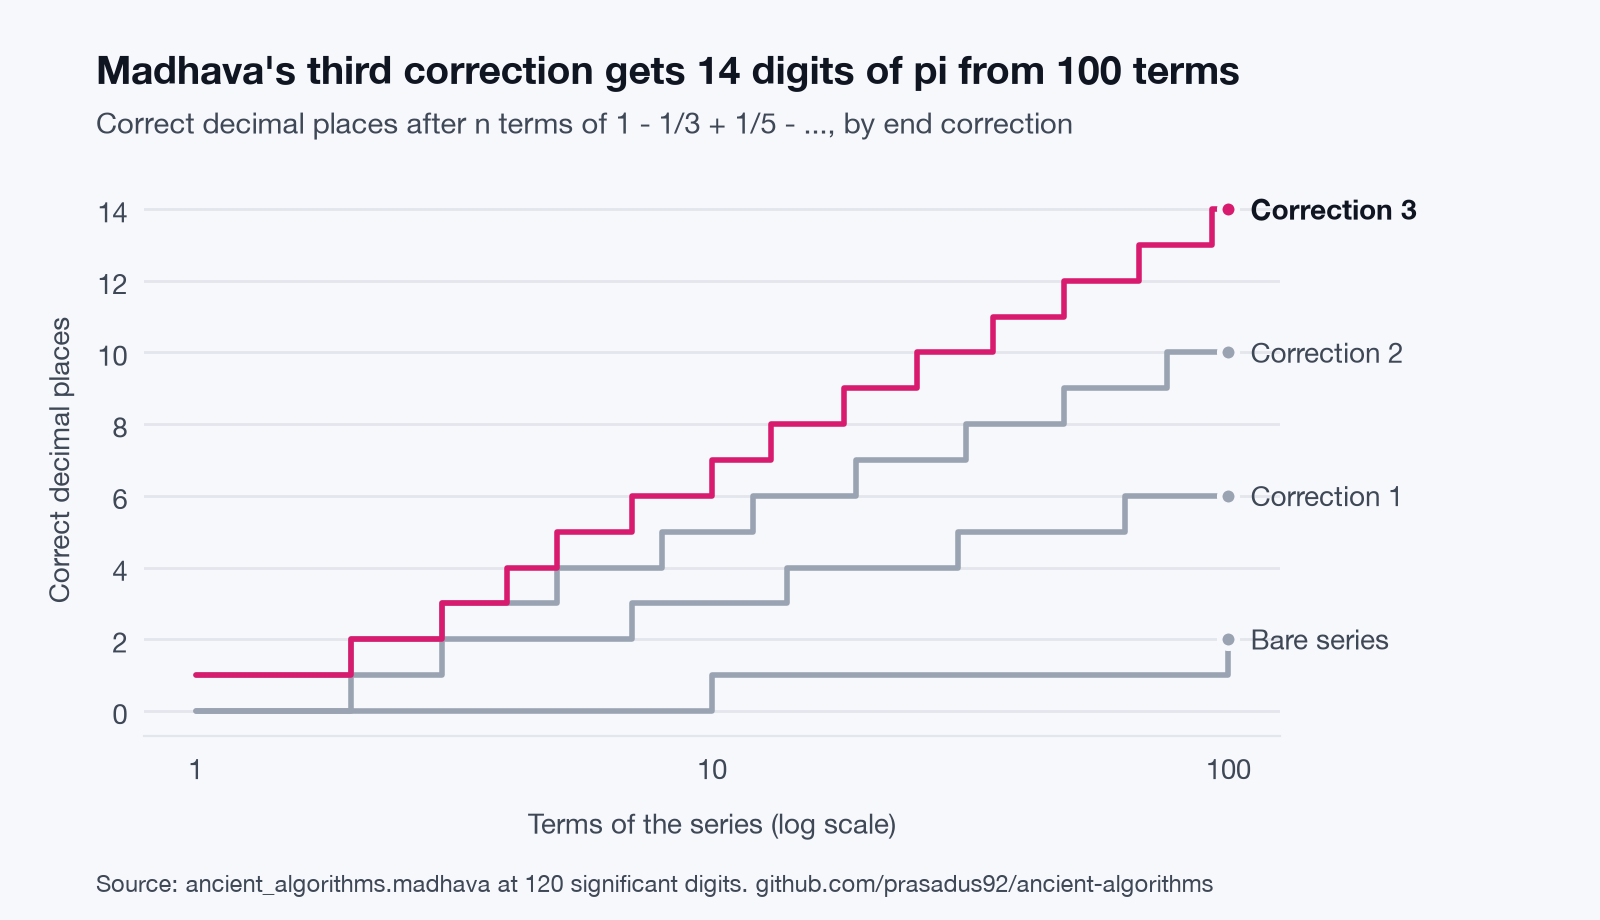 Madhava's third correction gets 14 digits of pi from 100 terms
Correct decimal places after n terms of 1 - 1/3 + 1/5 - ..., by end correction
Correct decimal places
14
12
10
8
6
4
2
0
Correction 3
Correction 2
Correction 1
Bare series
1 10 100
Terms of the series (log scale)
Source: ancient_algorithms.madhava at 120 significant digits. github.com/prasadus92/ancient-algorithms